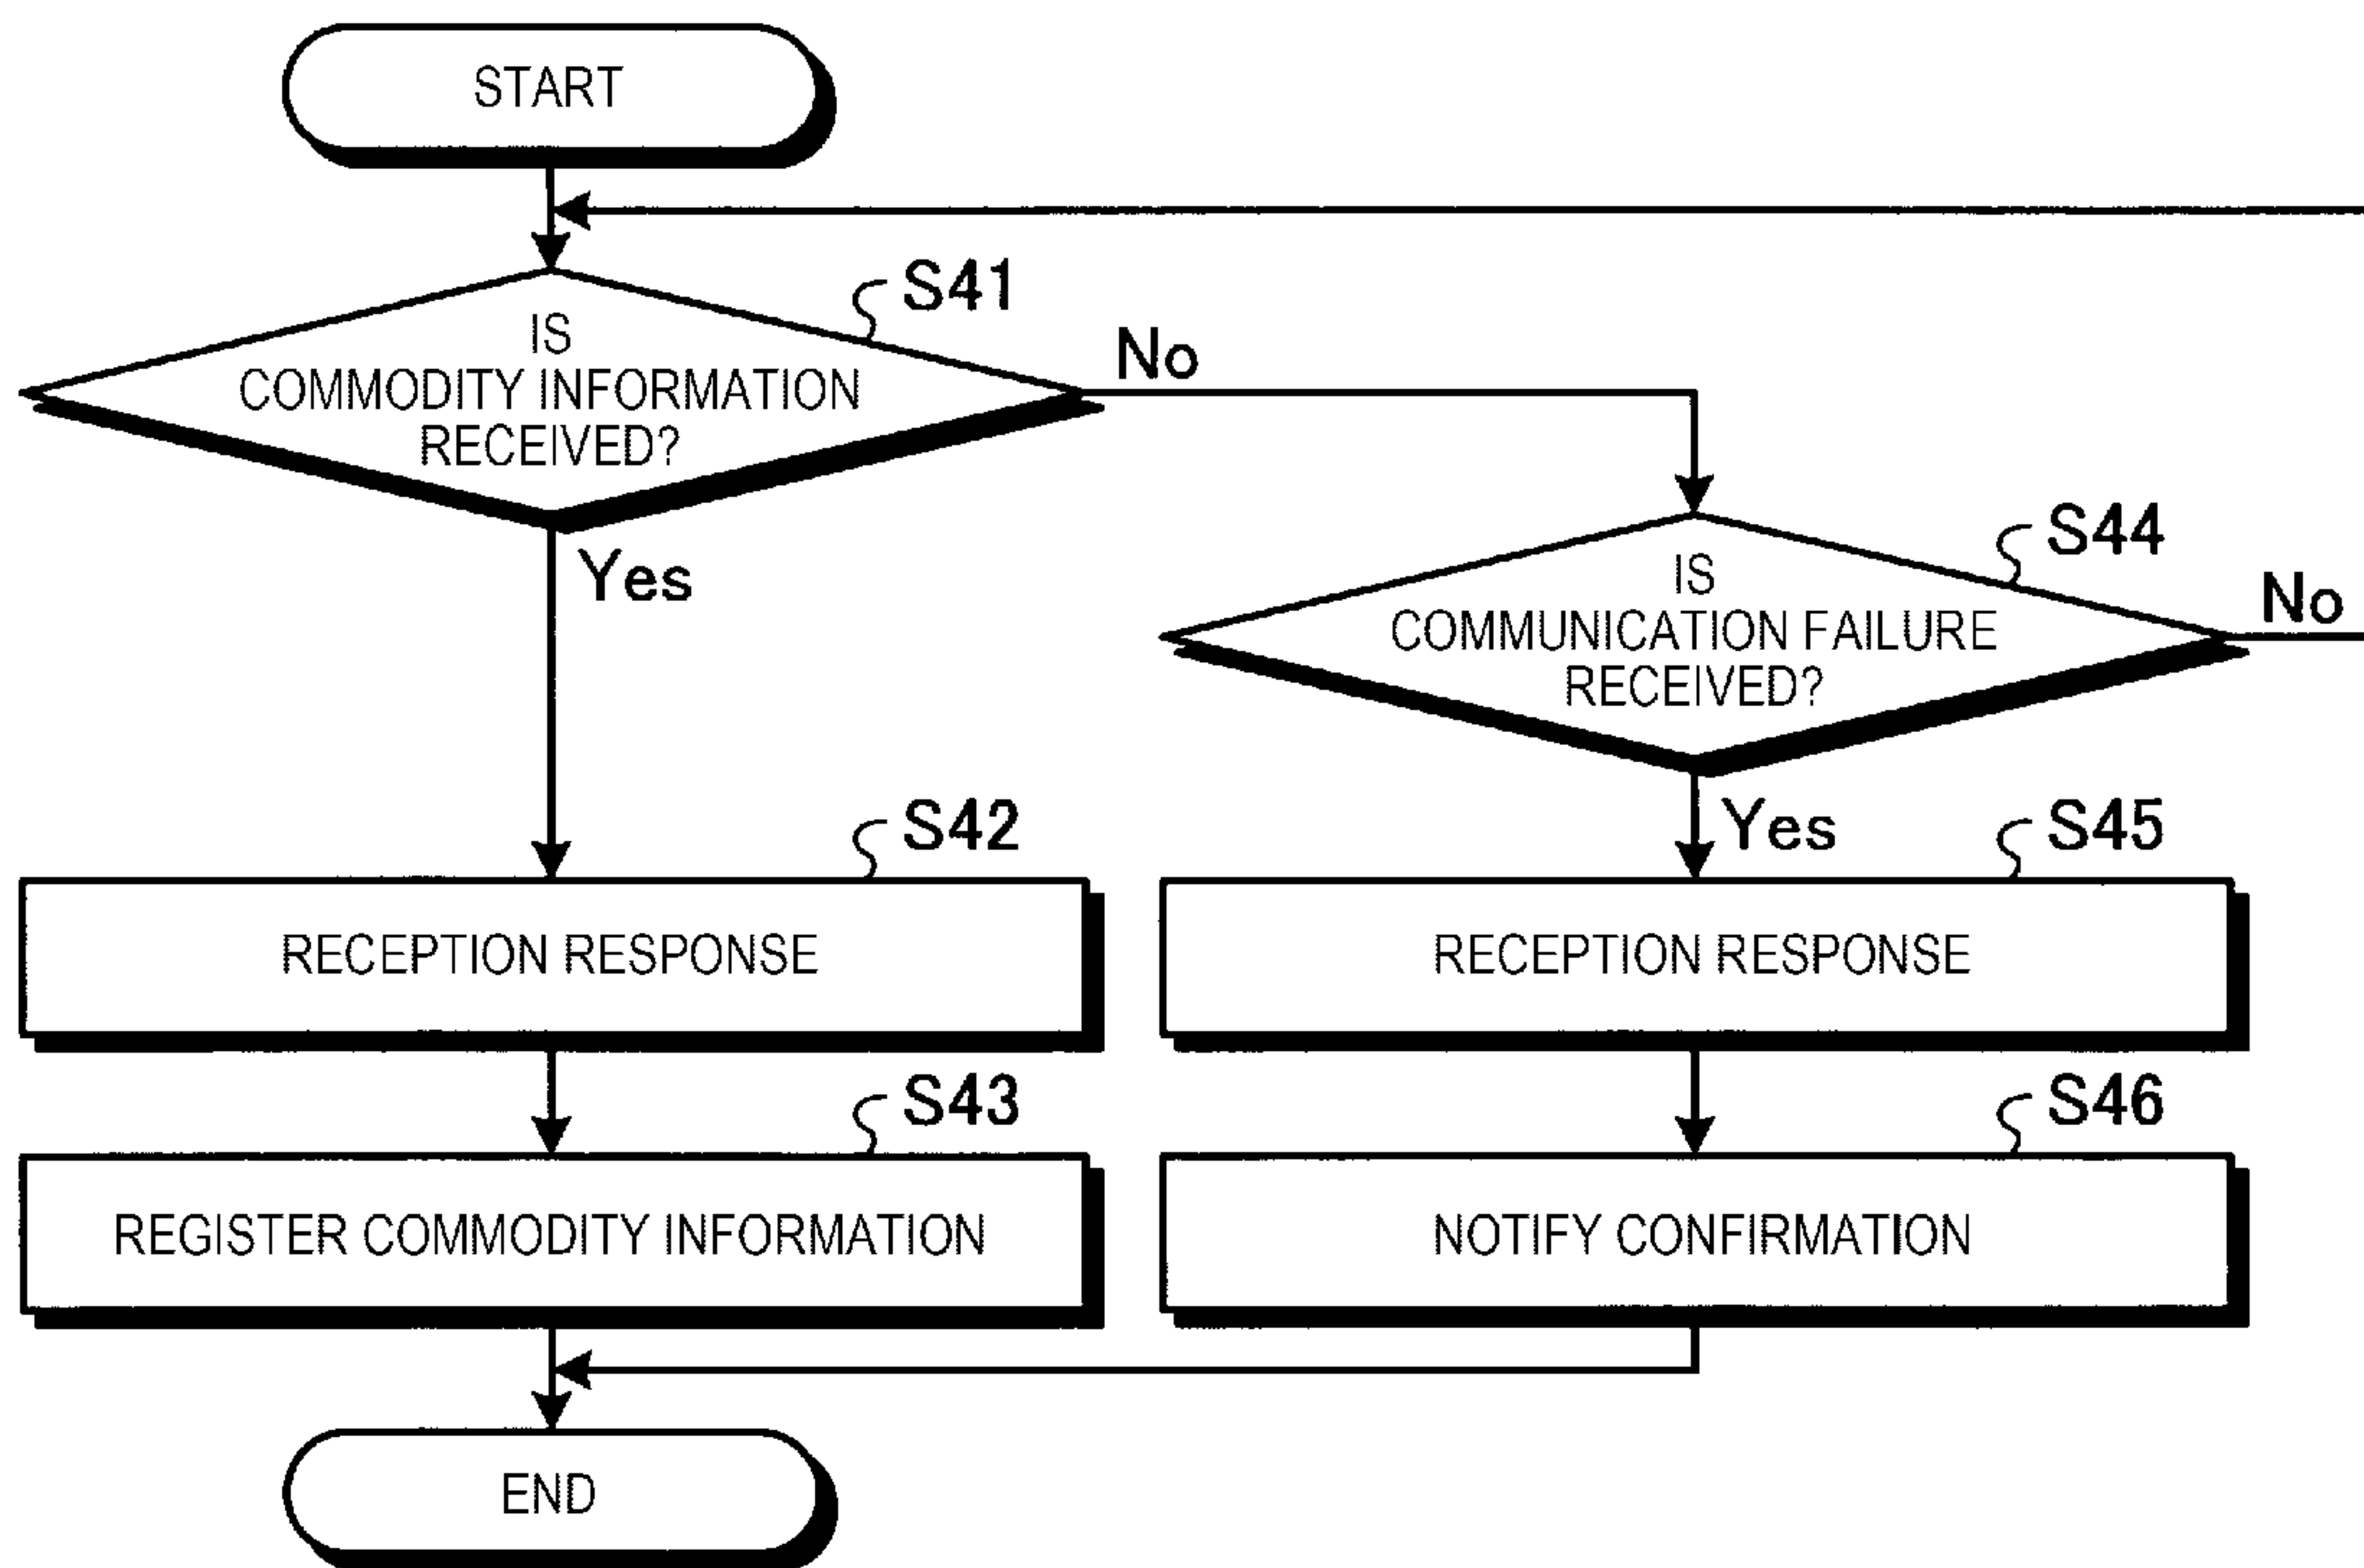 START
S41
IS
COMMODITY INFORMATION
RECEIVED?
No
Yes
S44
IS
COMMUNICATION FAILURE
RECEIVED?
No
Yes
S42
RECEPTION RESPONSE
S45
RECEPTION RESPONSE
S43
REGISTER COMMODITY INFORMATION
S46
NOTIFY CONFIRMATION
END